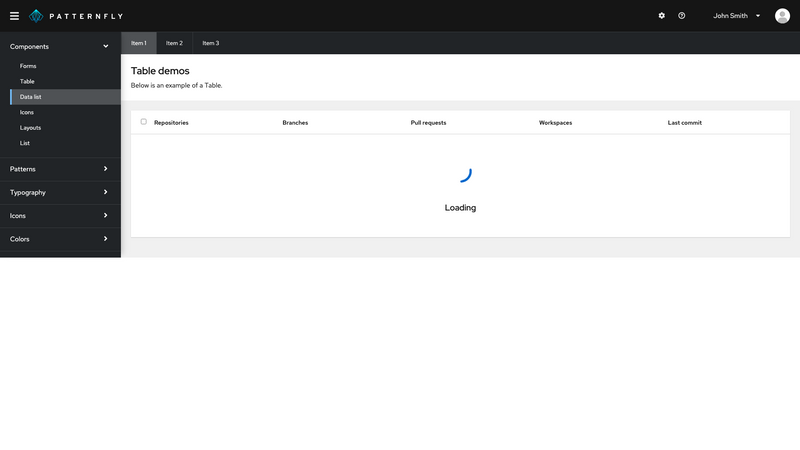 PATTERNFLY
John Smith
Components
Forms
Table
Data list
Icons
Layouts
List
Patterns
Typography
Icons
Colors
Item 1 Item 2 Item 3
Table demos
Below is an example of a Table.
Repositories Branches Pull requests Workspaces Last commit
Loading